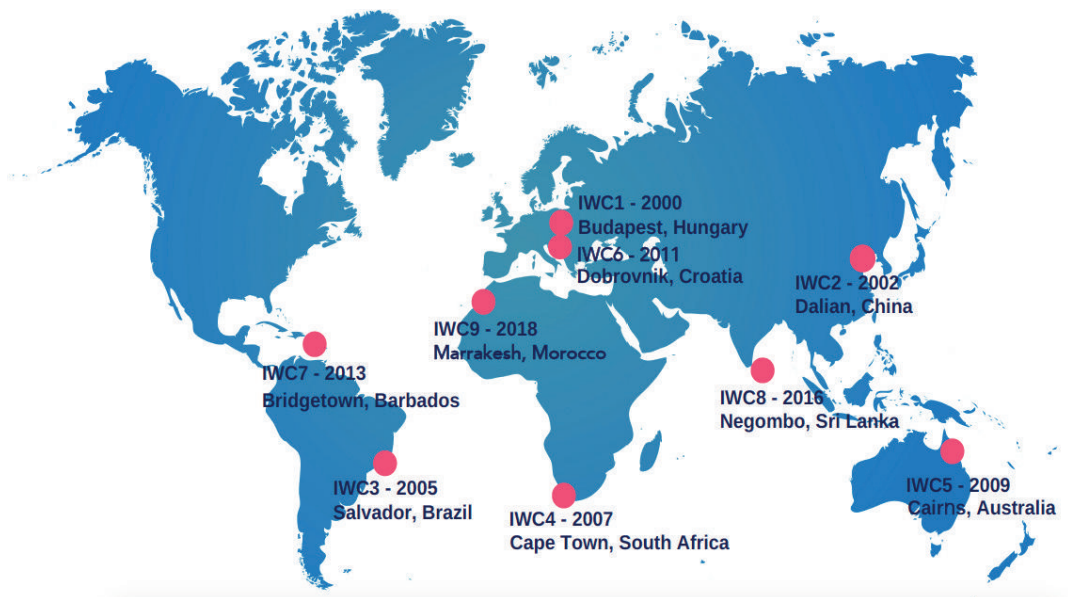 IWC1 - 2000
Budapest, Hungary
IWC6 - 2011
Dobrovnik, Croatia
IWC2 - 2002
Dalian, China
IWC9 - 2018
Marrakesh, Morocco
IWC7 - 2013
Bridgetown, Barbados
IWC8 - 2016
Negombo, Sri Lanka
IWC3 - 2005
Salvador, Brazil
IWC4 - 2007
Cape Town, South Africa
IWC5 - 2009
Cairns, Australia